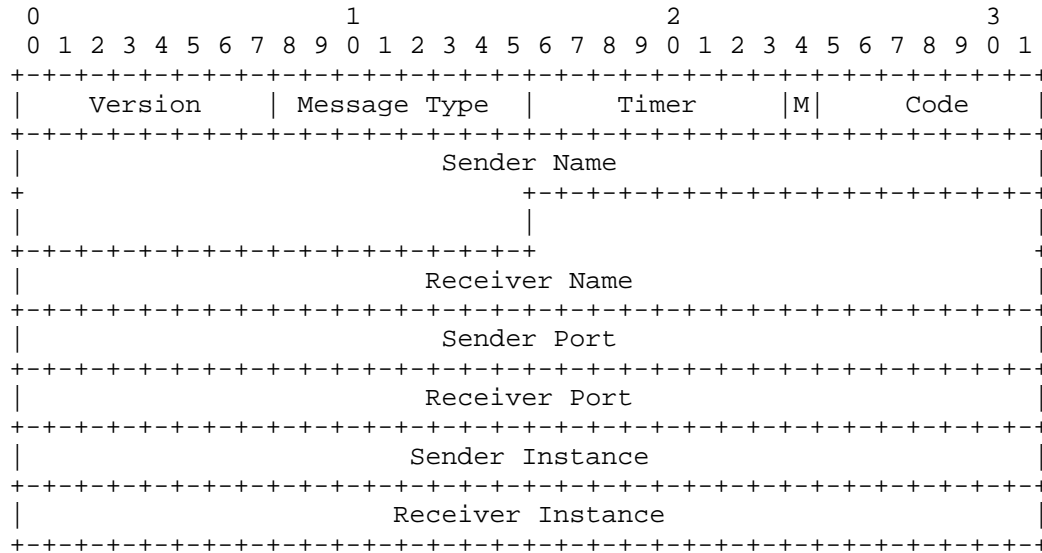 0                   1                   2                   3
0 1 2 3 4 5 6 7 8 9 0 1 2 3 4 5 6 7 8 9 0 1 2 3 4 5 6 7 8 9 0 1
+-+-+-+-+-+-+-+-+-+-+-+-+-+-+-+-+-+-+-+-+-+-+-+-+-+-+-+-+-+-+-+-+
|    Version    | Message Type  |     Timer     |M|     Code    |
+-+-+-+-+-+-+-+-+-+-+-+-+-+-+-+-+-+-+-+-+-+-+-+-+-+-+-+-+-+-+-+-+
|                          Sender Name                          |
+                               +-+-+-+-+-+-+-+-+-+-+-+-+-+-+-+-+
|                               |                               |
+-+-+-+-+-+-+-+-+-+-+-+-+-+-+-+-+                               +
|                         Receiver Name                         |
+-+-+-+-+-+-+-+-+-+-+-+-+-+-+-+-+-+-+-+-+-+-+-+-+-+-+-+-+-+-+-+-+
|                          Sender Port                          |
+-+-+-+-+-+-+-+-+-+-+-+-+-+-+-+-+-+-+-+-+-+-+-+-+-+-+-+-+-+-+-+-+
|                         Receiver Port                         |
+-+-+-+-+-+-+-+-+-+-+-+-+-+-+-+-+-+-+-+-+-+-+-+-+-+-+-+-+-+-+-+-+
|                        Sender Instance                        |
+-+-+-+-+-+-+-+-+-+-+-+-+-+-+-+-+-+-+-+-+-+-+-+-+-+-+-+-+-+-+-+-+
|                       Receiver Instance                       |
+-+-+-+-+-+-+-+-+-+-+-+-+-+-+-+-+-+-+-+-+-+-+-+-+-+-+-+-+-+-+-+-+